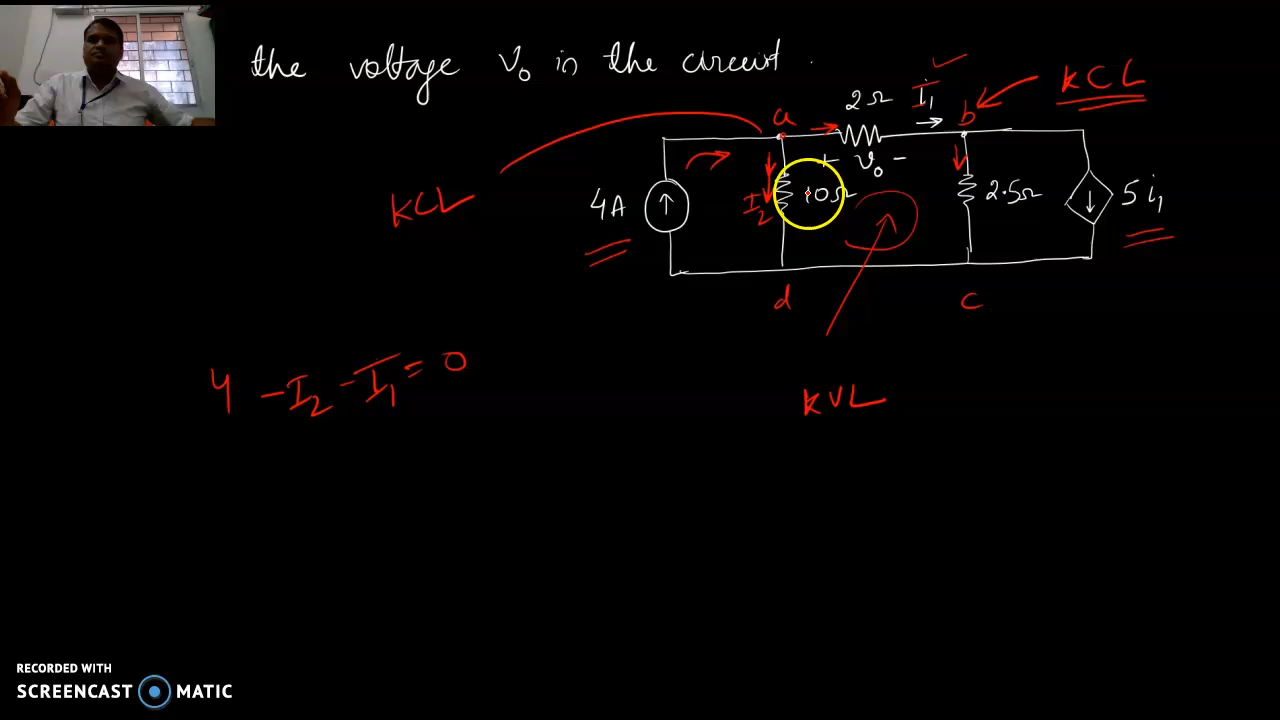 the voltage v₀ in the circuit.
KCL
2Ω
I
i₁
a
b
+ v₀ -
KCL
4A
I₂
10Ω
2.5Ω
5 i₁
d
c
4 - I₂ - I₁ = 0
KVL
RECORDED WITH
SCREENCAST MATIC